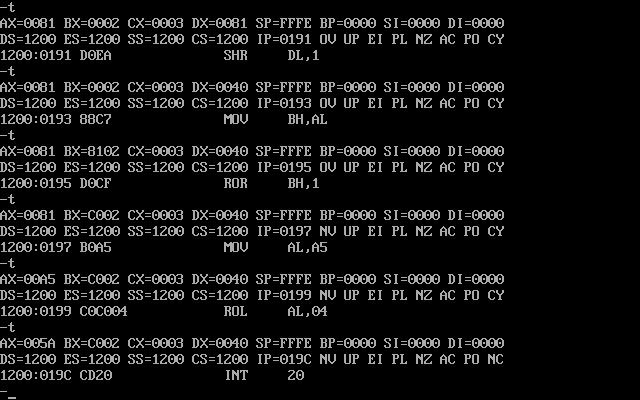 -t
AX=0081 BX=0002 CX=0003 DX=0081 SP=FFFE BP=0000 SI=0000 DI=0000
DS=1200 ES=1200 SS=1200 CS=1200 IP=0191 OV UP EI PL NZ AC PO CY
1200:0191 D0EA SHR DL,1
-t
AX=0081 BX=0002 CX=0003 DX=0040 SP=FFFE BP=0000 SI=0000 DI=0000
DS=1200 ES=1200 SS=1200 CS=1200 IP=0193 OV UP EI PL NZ AC PO CY
1200:0193 88C7 MOV BH,AL
-t
AX=0081 BX=8102 CX=0003 DX=0040 SP=FFFE BP=0000 SI=0000 DI=0000
DS=1200 ES=1200 SS=1200 CS=1200 IP=0195 OV UP EI PL NZ AC PO CY
1200:0195 D0CF ROR BH,1
-t
AX=0081 BX=C002 CX=0003 DX=0040 SP=FFFE BP=0000 SI=0000 DI=0000
DS=1200 ES=1200 SS=1200 CS=1200 IP=0197 NV UP EI PL NZ AC PO CY
1200:0197 B0A5 MOV AL,A5
-t
AX=00A5 BX=C002 CX=0003 DX=0040 SP=FFFE BP=0000 SI=0000 DI=0000
DS=1200 ES=1200 SS=1200 CS=1200 IP=0199 NV UP EI PL NZ AC PO CY
1200:0199 C0C004 ROL AL,04
-t
AX=005A BX=C002 CX=0003 DX=0040 SP=FFFE BP=0000 SI=0000 DI=0000
DS=1200 ES=1200 SS=1200 CS=1200 IP=019C NV UP EI PL NZ AC PO NC
1200:019C CD20 INT 20
-_